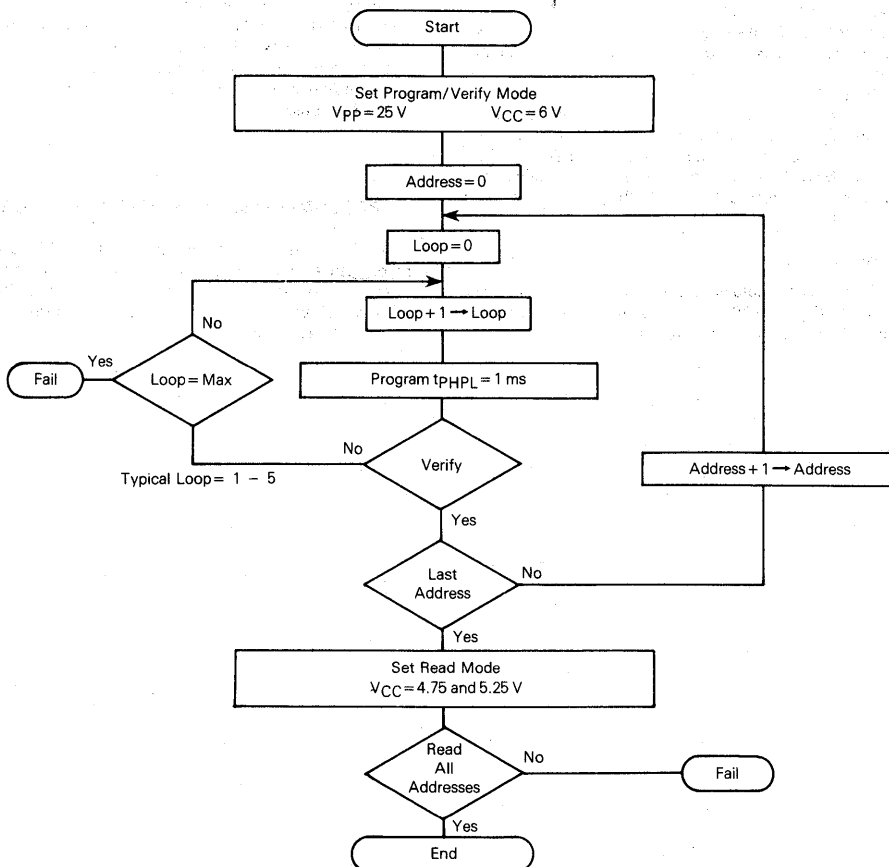 Start
Set Program/Verify Mode
VPP=25 V VCC=6 V
Address=0
Loop=0
Loop+1→Loop
No
Yes
Fail
Loop=Max
Program tPHPL=1 ms
No
Verify
Typical Loop= 1 - 5
Address+1→Address
Yes
Last
Address
No
Yes
Set Read Mode
VCC=4.75 and 5.25 V
Read
All
Addresses
No
Fail
Yes
End